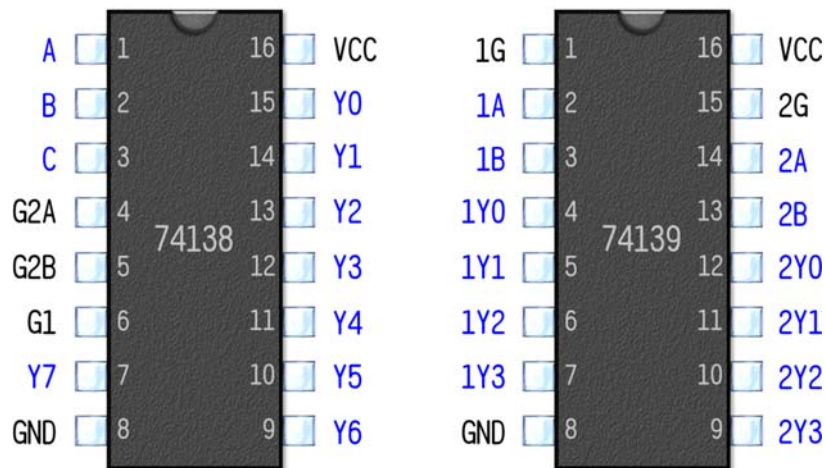 A 1 16 VCC
B 2 15 Y0
C 3 14 Y1
G2A 4 13 Y2
74138
G2B 5 12 Y3
G1 6 11 Y4
Y7 7 10 Y5
GND 8 9 Y6
1G 1 16 VCC
1A 2 15 2G
1B 3 14 2A
1Y0 4 13 2B
74139
1Y1 5 12 2Y0
1Y2 6 11 2Y1
1Y3 7 10 2Y2
GND 8 9 2Y3